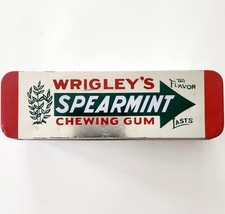 WRIGLEY'S
SPEARMINT
CHEWING GUM
THE
FLAVOR
LASTS